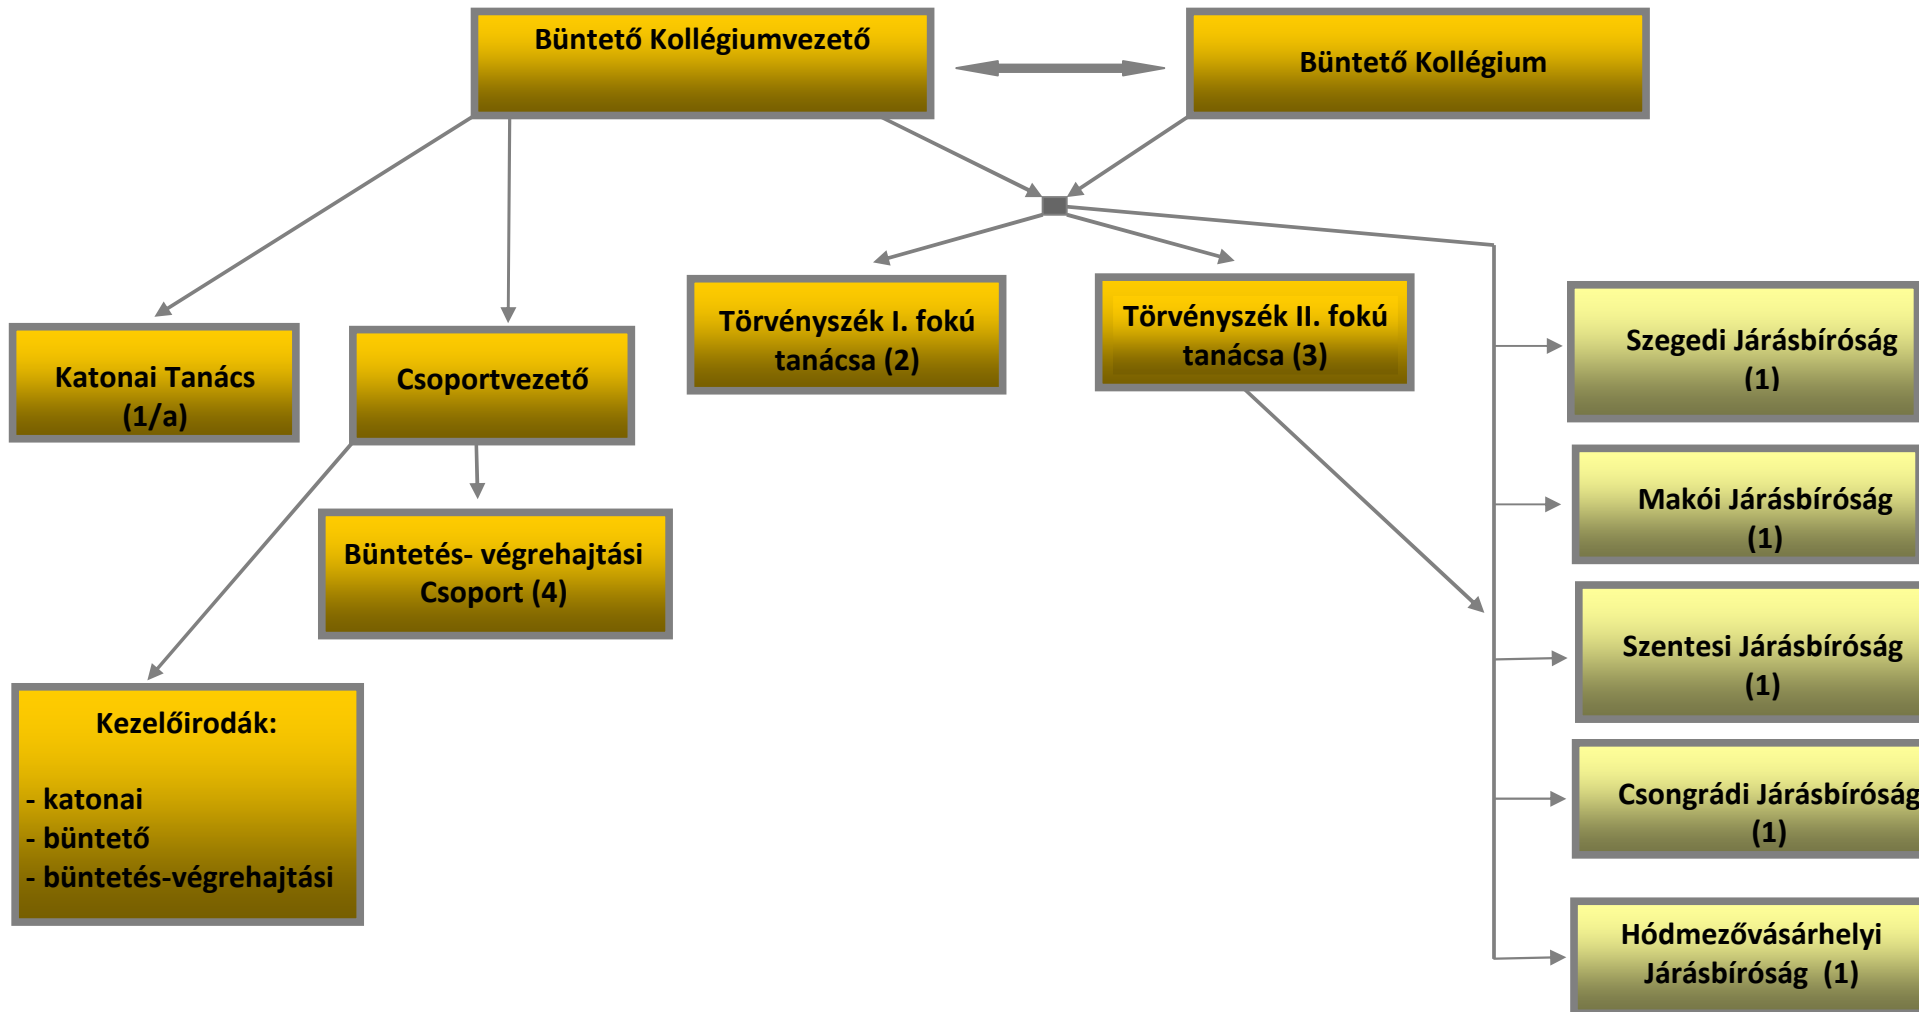 Büntető Kollégiumvezető
Büntető Kollégium
Katonai Tanács
(1/a)
Csoportvezető
Törvényszék I. fokú
tanácsa (2)
Törvényszék II. fokú
tanácsa (3)
Szegedi Járásbíróság
(1)
Makói Járásbíróság
(1)
Büntetés- végrehajtási
Csoport (4)
Szentesi Járásbíróság
(1)
Kezelőirodák:
- katonai
- büntető
- büntetés-végrehajtási
Csongrádi Járásbíróság
(1)
Hódmezővásárhelyi
Járásbíróság (1)